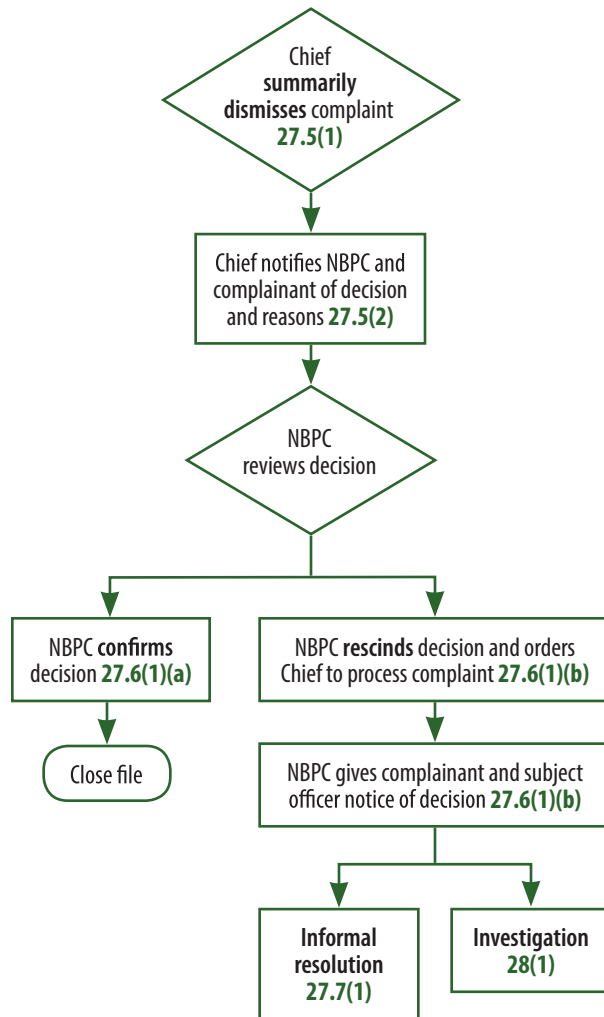 Chief
summarily
dismisses complaint
27.5(1)
Chief notifies NBPC and
complainant of decision
and reasons 27.5(2)
NBPC
reviews decision
NBPC confirms
decision 27.6(1)(a)
Close file
NBPC rescinds decision and orders
Chief to process complaint 27.6(1)(b)
NBPC gives complainant and subject
officer notice of decision 27.6(1)(b)
Informal
resolution
27.7(1)
Investigation
28(1)